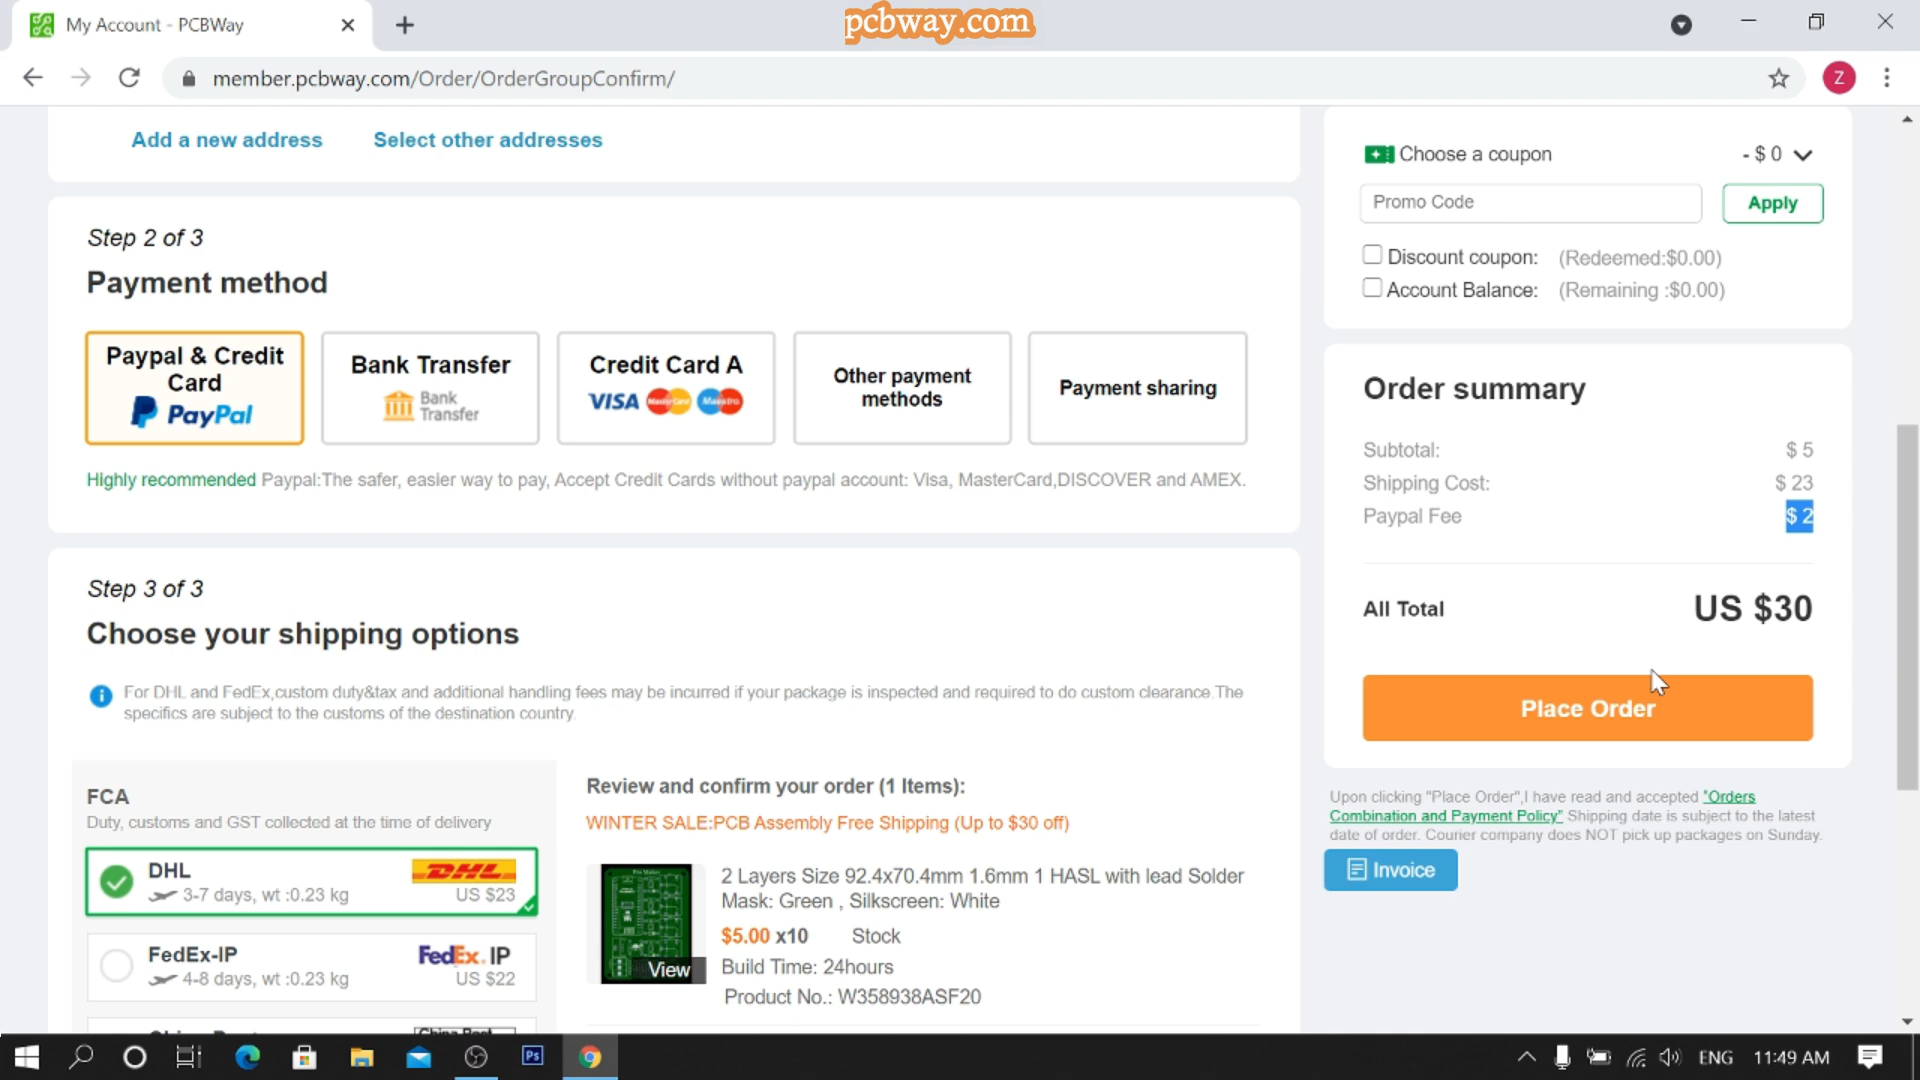 My Account - PCBWay
pcbway.com
member.pcbway.com/Order/OrderGroupConfirm/
Z
Add a new address
Select other addresses
Step 2 of 3
Payment method
Paypal & Credit
Card
PayPal
Bank Transfer
Bank
Transfer
Credit Card A
VISA MasterCard Maestro
Other payment
methods
Payment sharing
Highly recommended Paypal:The safer, easier way to pay, Accept Credit Cards without paypal account: Visa, MasterCard,DISCOVER and AMEX.
Step 3 of 3
Choose your shipping options
For DHL and FedEx,custom duty&tax and additional handling fees may be incurred if your package is inspected and required to do custom clearance.The
specifics are subject to the customs of the destination country.
FCA
Duty, customs and GST collected at the time of delivery
DHL
DHL
3-7 days, wt :0.23 kg
US $23
FedEx-IP
FedEx. IP
4-8 days, wt :0.23 kg
US $22
Review and confirm your order (1 Items):
WINTER SALE:PCB Assembly Free Shipping (Up to $30 off)
View
2 Layers Size 92.4x70.4mm 1.6mm 1 HASL with lead Solder
Mask: Green , Silkscreen: White
$5.00 x10 Stock
Build Time: 24hours
Product No.: W358938ASF20
Choose a coupon
- $ 0
Promo Code
Apply
Discount coupon: (Redeemed:$0.00)
Account Balance: (Remaining :$0.00)
Order summary
Subtotal: $ 5
Shipping Cost: $ 23
Paypal Fee $ 2
All Total US $30
Place Order
Upon clicking "Place Order",I have read and accepted "Orders
Combination and Payment Policy" Shipping date is subject to the latest
date of order. Courier company does NOT pick up packages on Sunday.
Invoice
Ps
ENG
11:49 AM